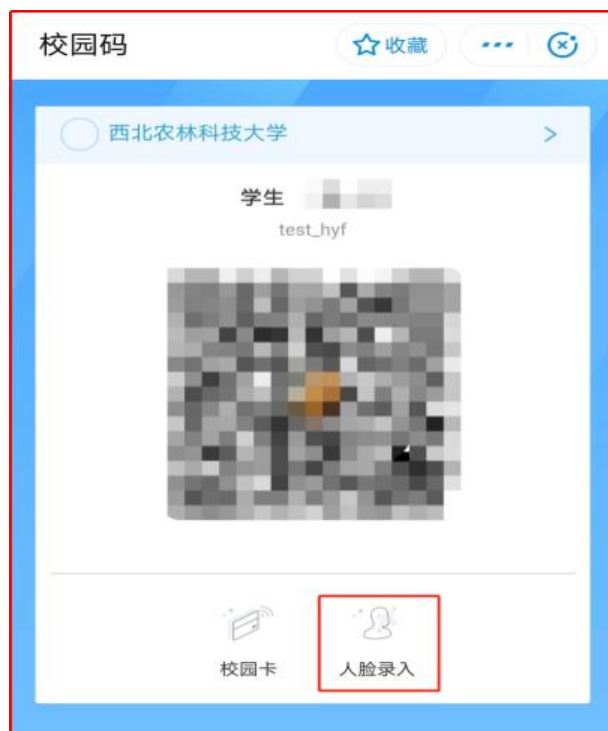 校园码
收藏
西北农林科技大学
学生
test_hyf
校园卡
人脸录入